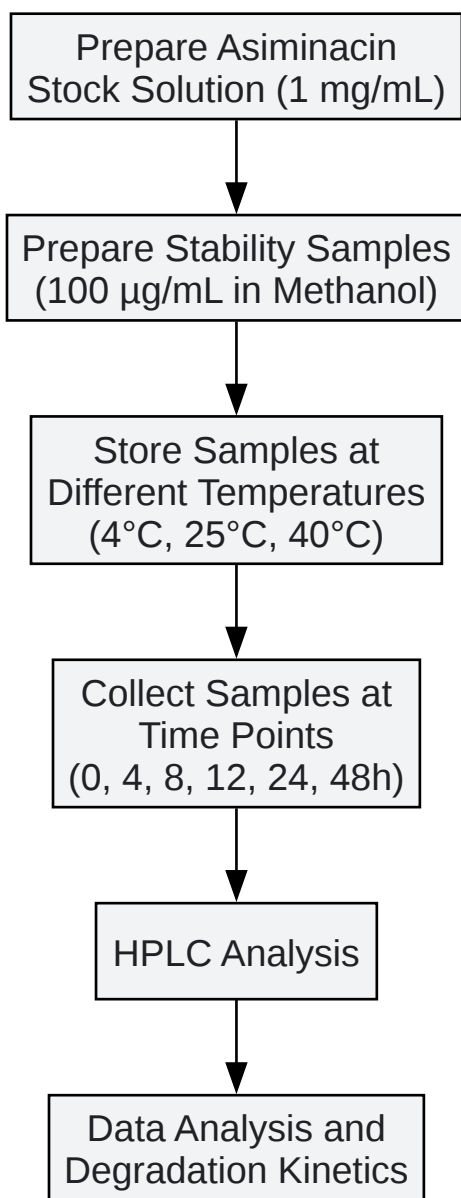 Prepare Asiminacin
Stock Solution (1 mg/mL)
Prepare Stability Samples
(100 µg/mL in Methanol)
Store Samples at
Different Temperatures
(4°C, 25°C, 40°C)
Collect Samples at
Time Points
(0, 4, 8, 12, 24, 48h)
HPLC Analysis
Data Analysis and
Degradation Kinetics